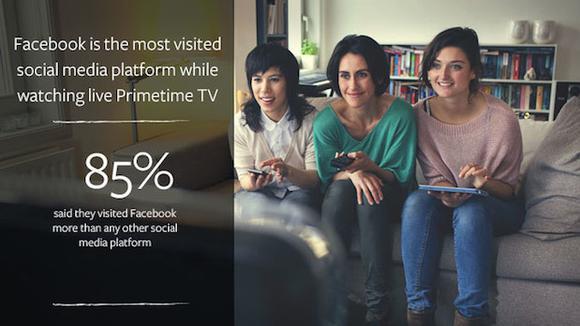 Facebook is the most visited
social media platform while
watching live Primetime TV
85%
said they visited Facebook
more than any other social
media platform